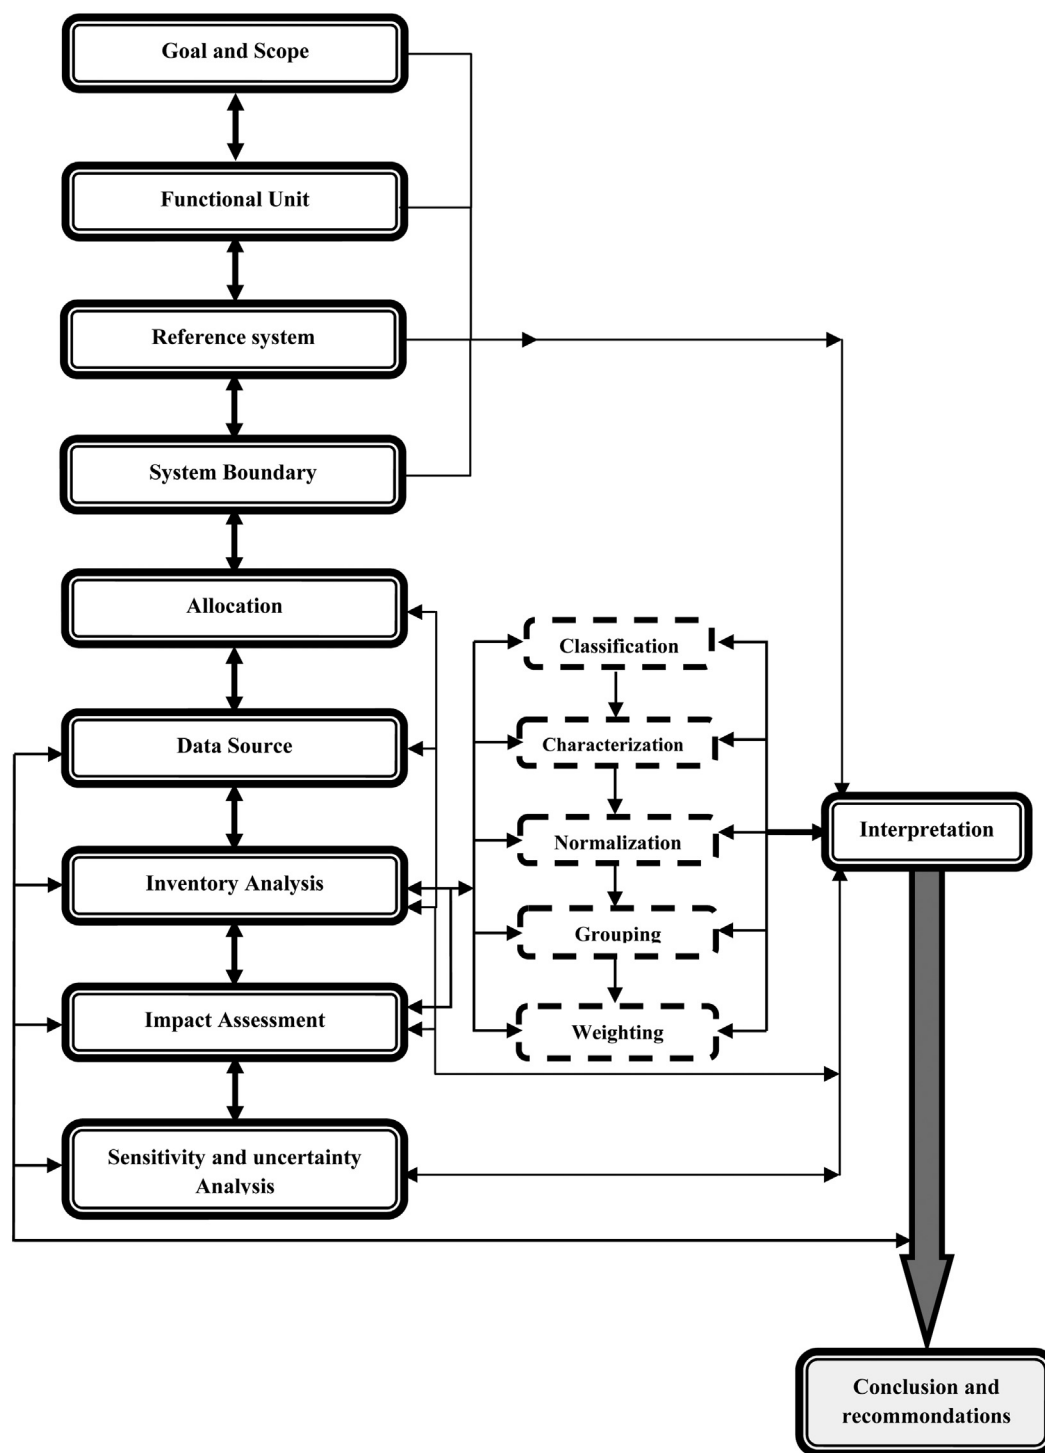 Goal and Scope
Functional Unit
Reference system
System Boundary
Allocation
Data Source
Inventory Analysis
Impact Assessment
Sensitivity and uncertainty
Analysis
Classification
Characterization
Normalization
Grouping
Weighting
Interpretation
Conclusion and
recommondations